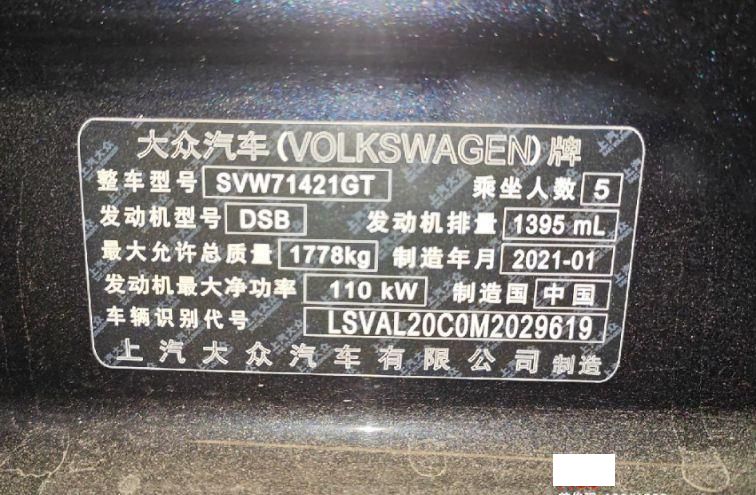 大众汽车(VOLKSWAGEN)牌
整车型号 SVW71421GT 乘坐人数 5
发动机型号 DSB 发动机排量 1395 mL
最大允许总质量 1778kg 制造年月 2021-01
发动机最大净功率 110 kW 制造国 中国
车辆识别代号 LSVAL20C0M2029619
上汽大众汽车有限公司 制造